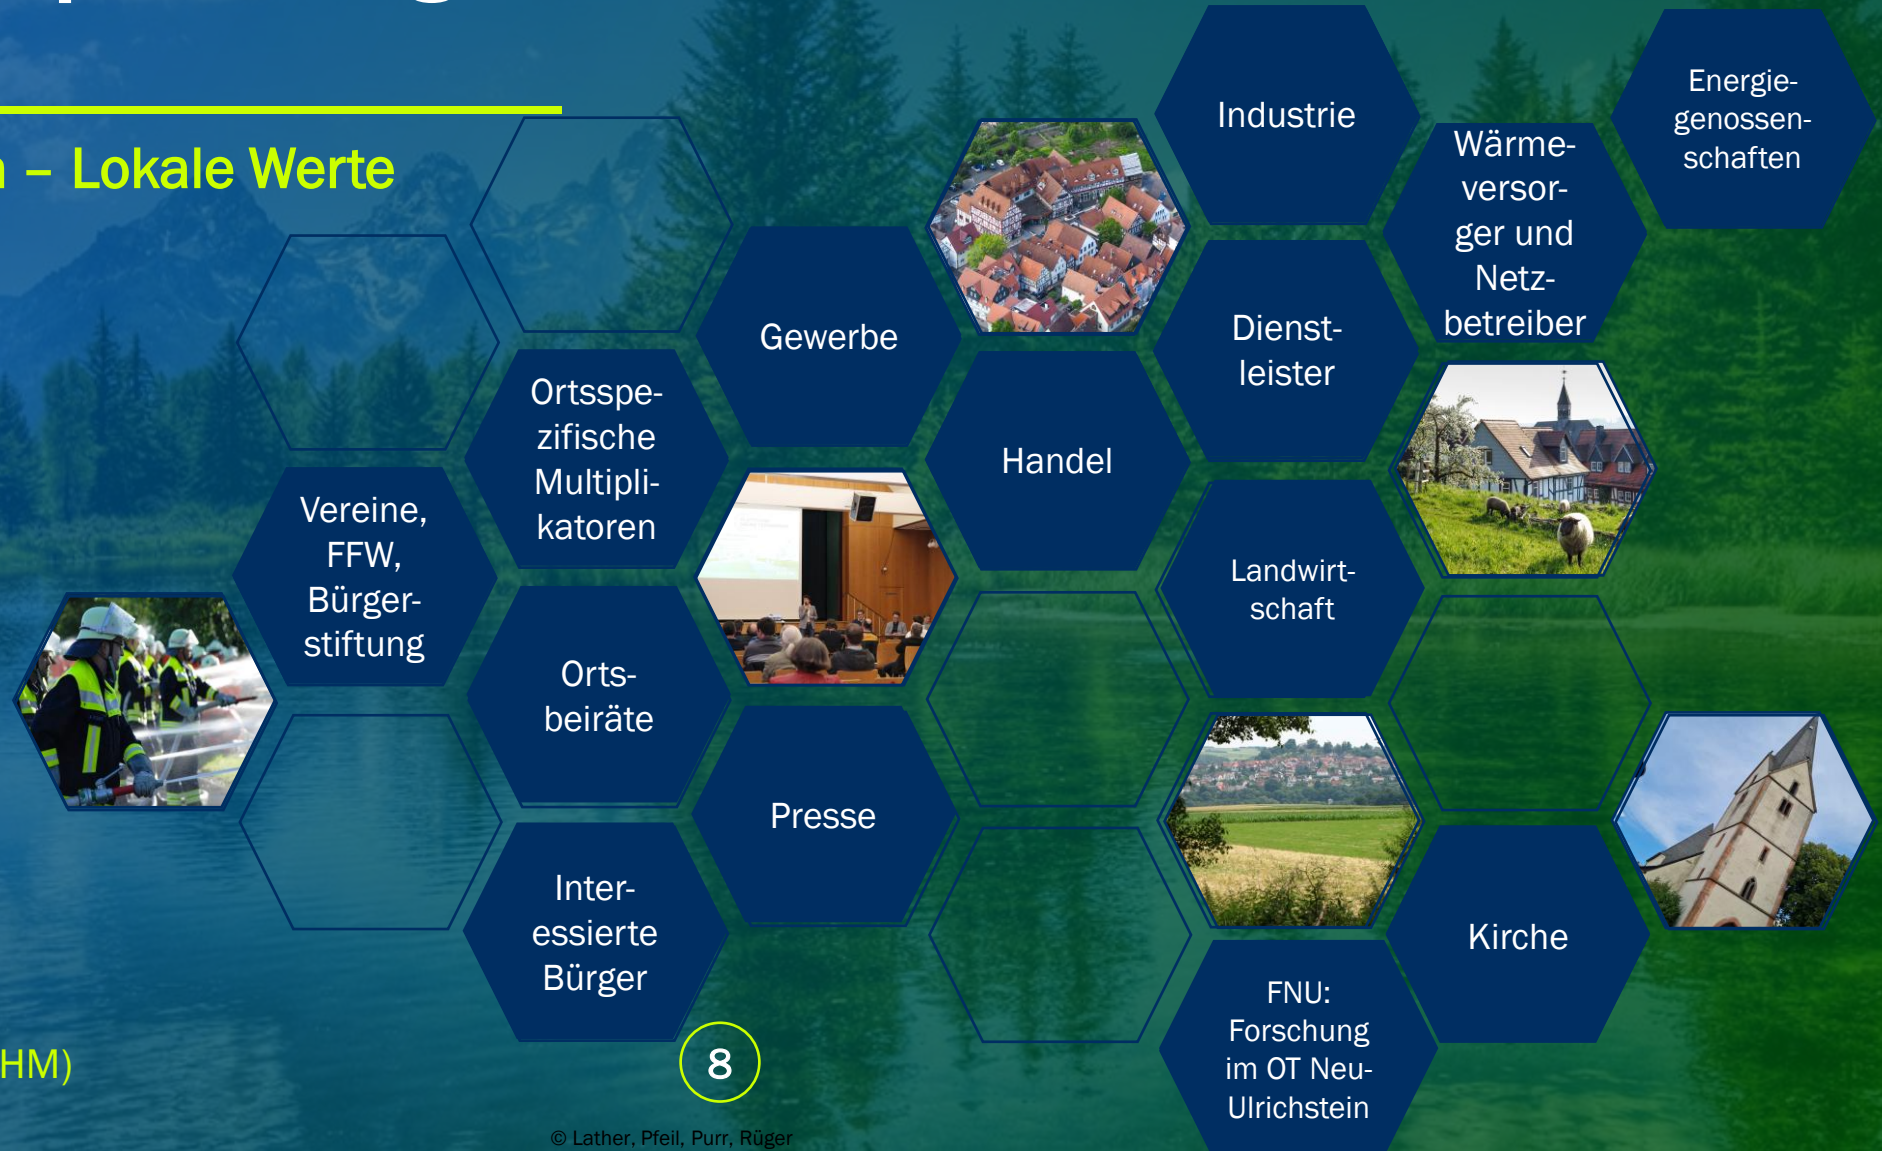 – Lokale Werte
Industrie
Energie-
genossen-
schaften
Wärme-
versor-
ger und
Netz-
betreiber
Gewerbe
Dienst-
leister
Ortsspe-
zifische
Multipli-
katoren
Handel
Vereine,
FFW,
Bürger-
stiftung
Landwirt-
schaft
Orts-
beiräte
Presse
Inter-
essierte
Bürger
Kirche
FNU:
Forschung
im OT Neu-
Ulrichstein
HM)
8
© Lather, Pfeil, Purr, Rüger